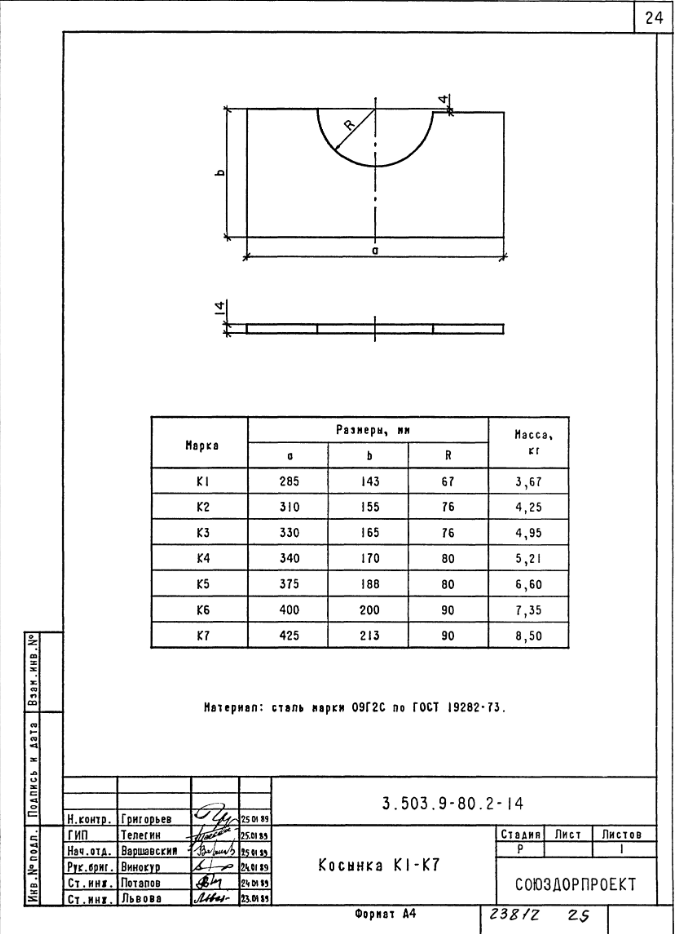 24
4
R
b
a
14
Марка Размеры, мм Масса, кг
a b R
К1 285 143 67 3,67
К2 310 155 76 4,25
К3 330 165 76 4,95
К4 340 170 80 5,21
К5 375 188 80 6,60
К6 400 200 90 7,35
К7 425 213 90 8,50
Материал: сталь марки 09Г2С по ГОСТ 19282-73.
Взам.инв.№
Подпись и дата
Инв.№подл.
3.503.9-80.2-14
Н.контр. Григорьев 25.01.89
ГИП Телегин 25.01.89
Нач.отд. Варшавский 25.01.89
Рук.бриг. Винокур 24.01.89
Ст.инж. Потапов 24.01.89
Ст.инж. Львова 23.01.89
Косынка К1-К7
Стадия Лист Листов
Р 1
СОЮЗДОРПРОЕКТ
Формат А4
23812 25